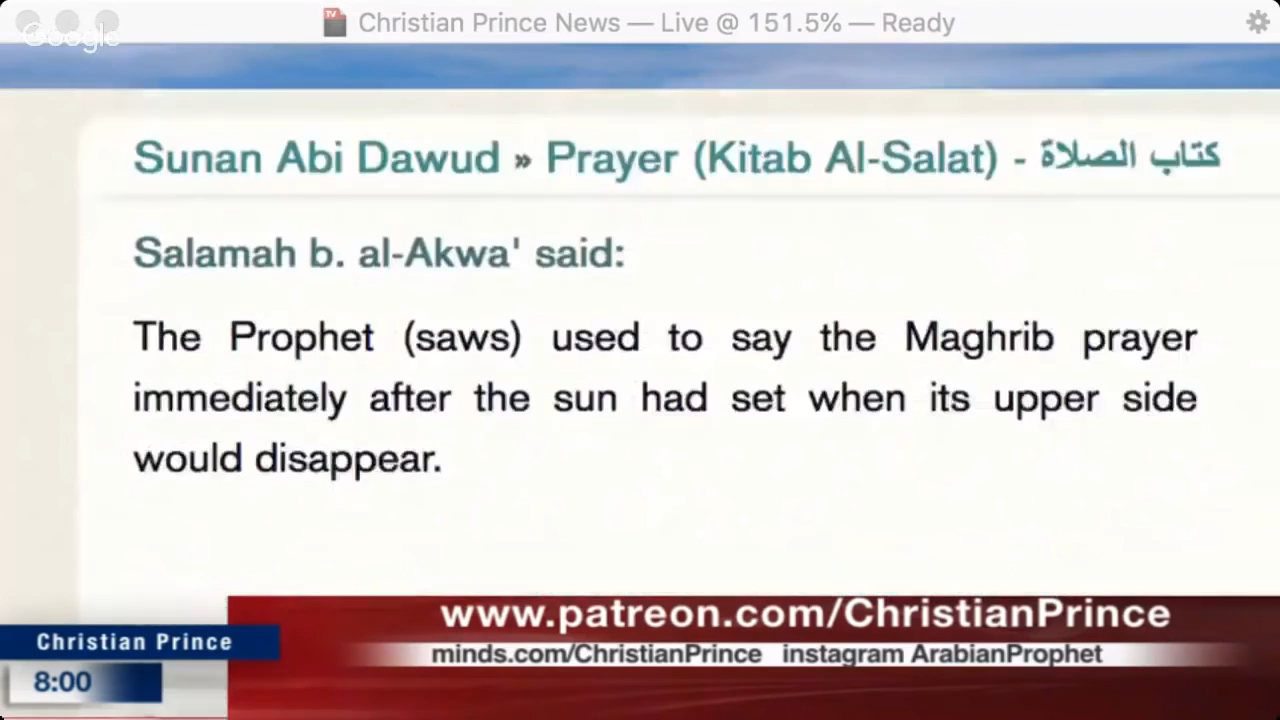 Christian Prince News — Live @ 151.5% — Ready
Google
Sunan Abi Dawud » Prayer (Kitab Al-Salat) - كتاب الصلاة
Salamah b. al-Akwa' said:
The Prophet (saws) used to say the Maghrib prayer
immediately after the sun had set when its upper side
would disappear.
www.patreon.com/ChristianPrince
Christian Prince
minds.com/ChristianPrince instagram ArabianProphet
8:00